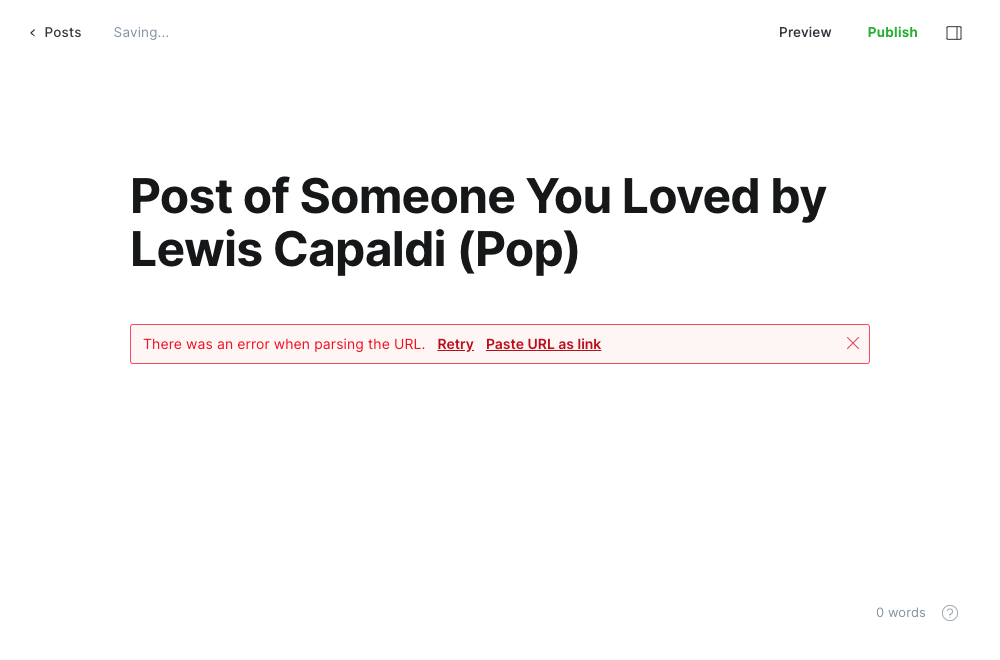 Posts Saving... Preview Publish
Post of Someone You Loved by
Lewis Capaldi (Pop)
There was an error when parsing the URL. Retry Paste URL as link
0 words ?